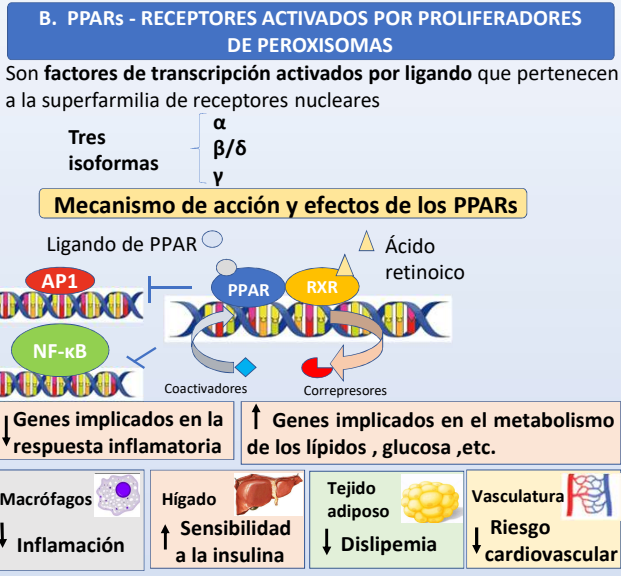 B. PPARs - RECEPTORES ACTIVADOS POR PROLIFERADORES
DE PEROXISOMAS
Son factores de transcripción activados por ligando que pertenecen
a la superfarmilia de receptores nucleares
Tres
isoformas
α
β/δ
γ
Mecanismo de acción y efectos de los PPARs
Ligando de PPAR
Ácido
retinoico
AP1
PPAR
RXR
NF-κB
Coactivadores
Correpresores
Genes implicados en la
respuesta inflamatoria
Genes implicados en el metabolismo
de los lípidos , glucosa ,etc.
Macrófagos
Inflamación
Hígado
Sensibilidad
a la insulina
Tejido
adiposo
Dislipemia
Vasculatura
Riesgo
cardiovascular